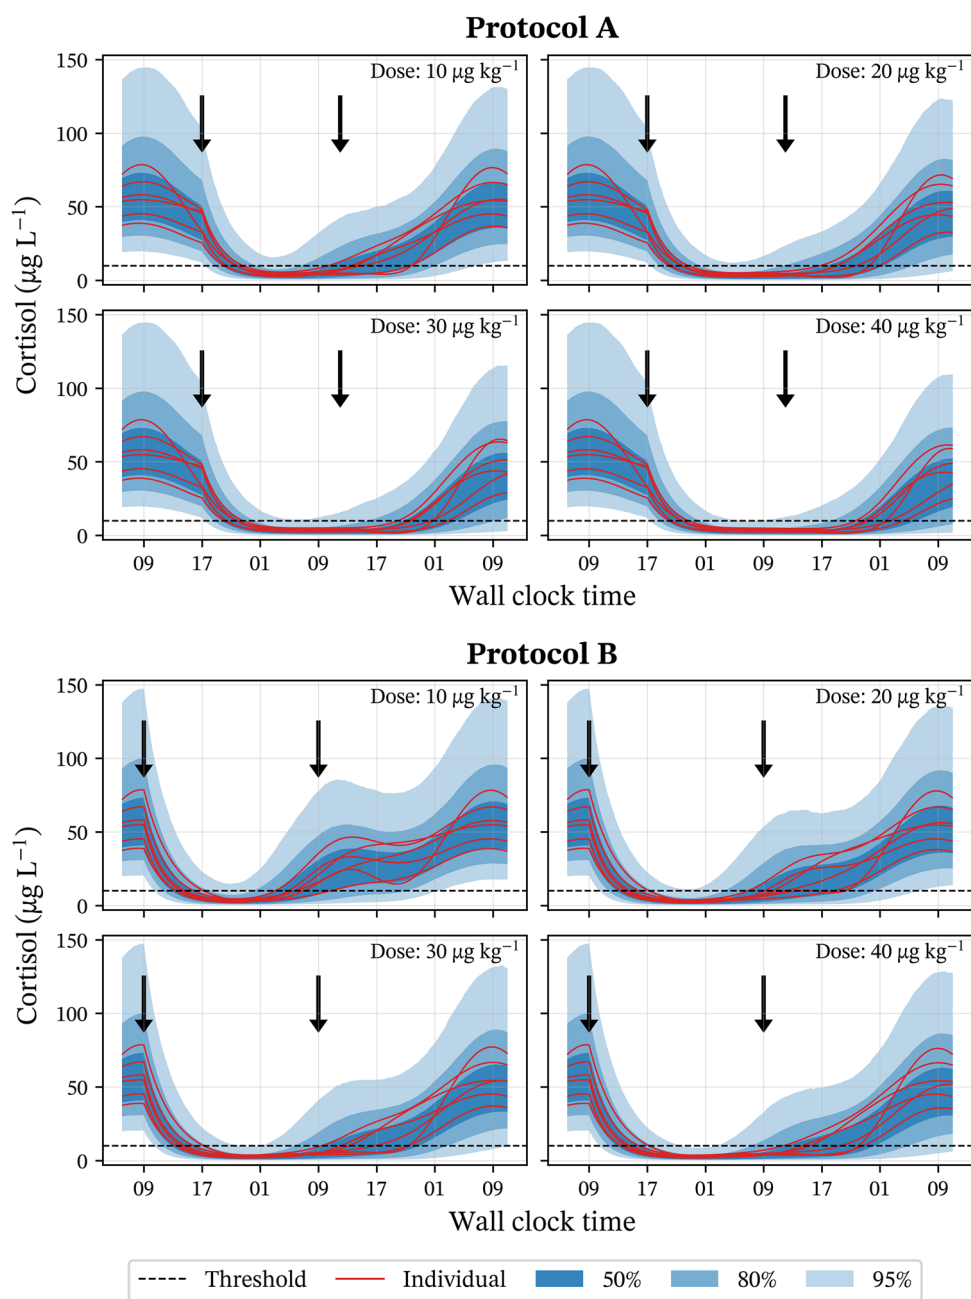 Protocol A
Dose: 10 μg kg⁻¹
Dose: 20 μg kg⁻¹
150
100
50
0
Dose: 30 μg kg⁻¹
Dose: 40 μg kg⁻¹
150
100
50
0
Cortisol (μg L⁻¹)
09 17 01 09 17 01 09
09 17 01 09 17 01 09
Wall clock time
Protocol B
Dose: 10 μg kg⁻¹
Dose: 20 μg kg⁻¹
150
100
50
0
Dose: 30 μg kg⁻¹
Dose: 40 μg kg⁻¹
150
100
50
0
Cortisol (μg L⁻¹)
09 17 01 09 17 01 09
09 17 01 09 17 01 09
Wall clock time
Threshold Individual 50% 80% 95%